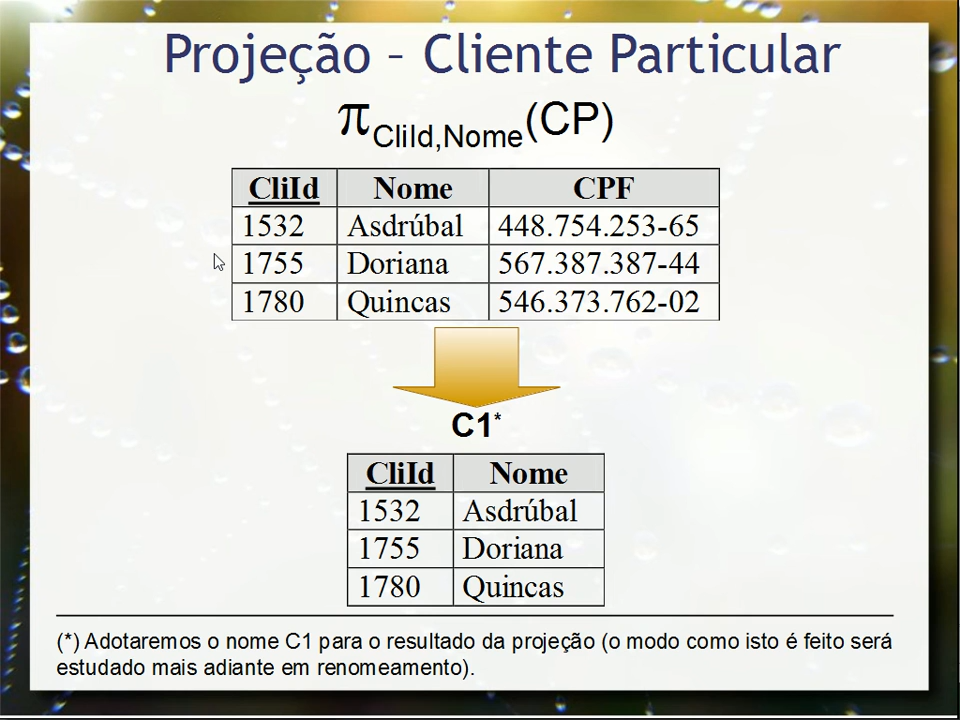 Projeção – Cliente Particular
πCliId,Nome(CP)
CliId Nome CPF
1532 Asdrúbal 448.754.253-65
1755 Doriana 567.387.387-44
1780 Quincas 546.373.762-02
C1*
CliId Nome
1532 Asdrúbal
1755 Doriana
1780 Quincas
(*) Adotaremos o nome C1 para o resultado da projeção (o modo como isto é feito será
estudado mais adiante em renomeamento).